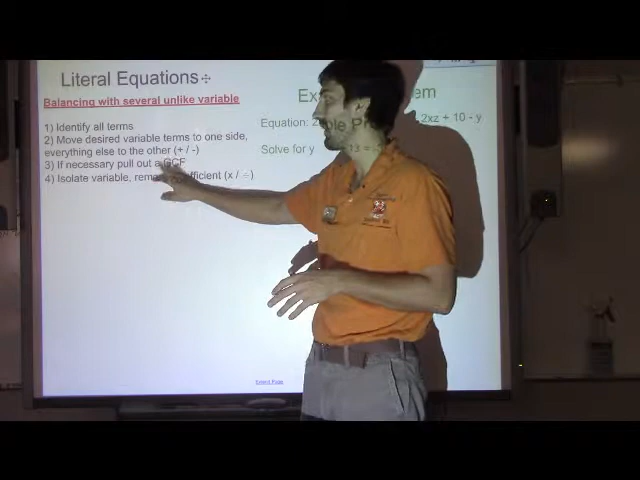 Literal Equations
Balancing with several unlike variable
1) Identify all terms
2) Move desired variable terms to one side,
everything else to the other (+ / -)
3) If necessary pull out a GCF
4) Isolate variable, coefficient (x / ÷)
Equation: 2xz + 10 - y
Solve for y
Extend Page